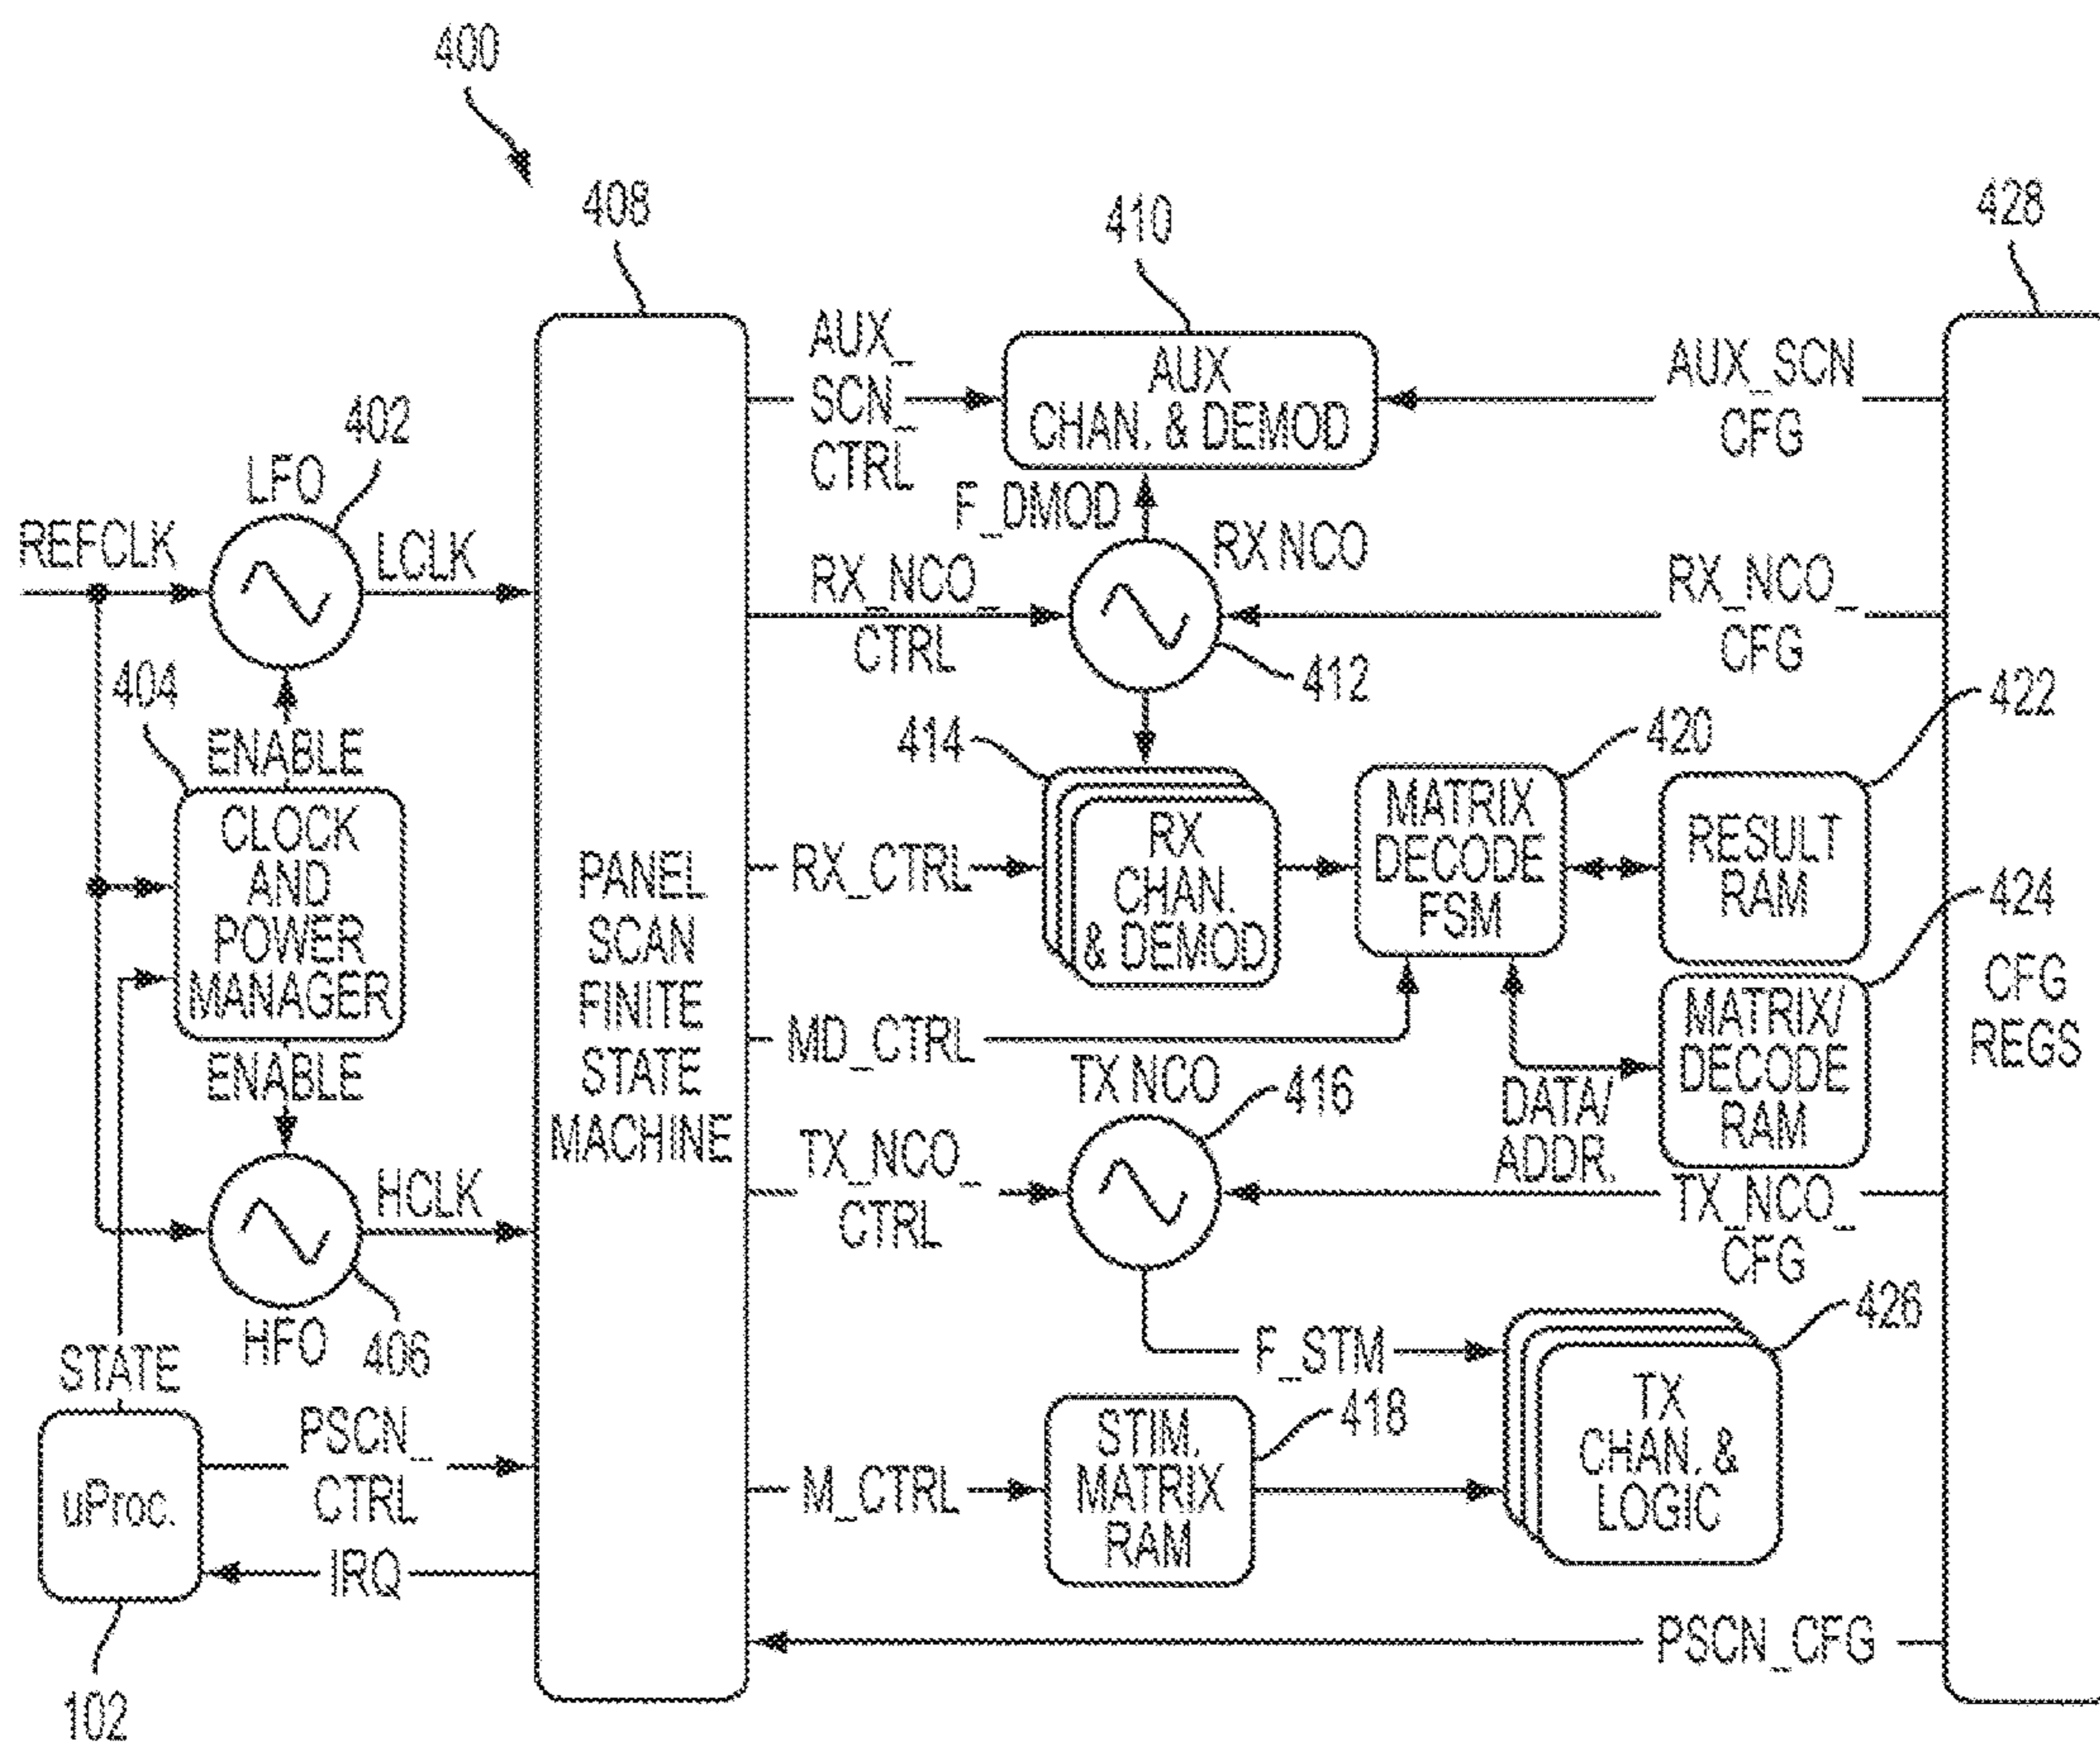 400
408
410
428
AUX_
SCN_
CTRL
AUX
CHAN. & DEMOD
AUX_SCN
CFG
402
LFO
REFCLK
LCLK
F_DMOD
RX NCO
RX_NCO_
CTRL
RX_NCO_
CFG
412
404
ENABLE
CLOCK
AND
POWER
MANAGER
ENABLE
414
420
422
RX_CTRL
RX
CHAN.
& DEMOD
MATRIX
DECODE
FSM
RESULT
RAM
424
PANEL
SCAN
FINITE
STATE
MACHINE
CFG
REGS
MD_CTRL
MATRIX/
DECODE
RAM
DATA/
ADDR.
TX NCO
416
TX_NCO_
CTRL
TX_NCO_
CFG
HCLK
HFO
406
426
STATE
F_STM
418
uProc.
PSCN_
CTRL
IRQ
M_CTRL
STIM.
MATRIX
RAM
TX
CHAN. &
LOGIC
PSCN_CFG
102